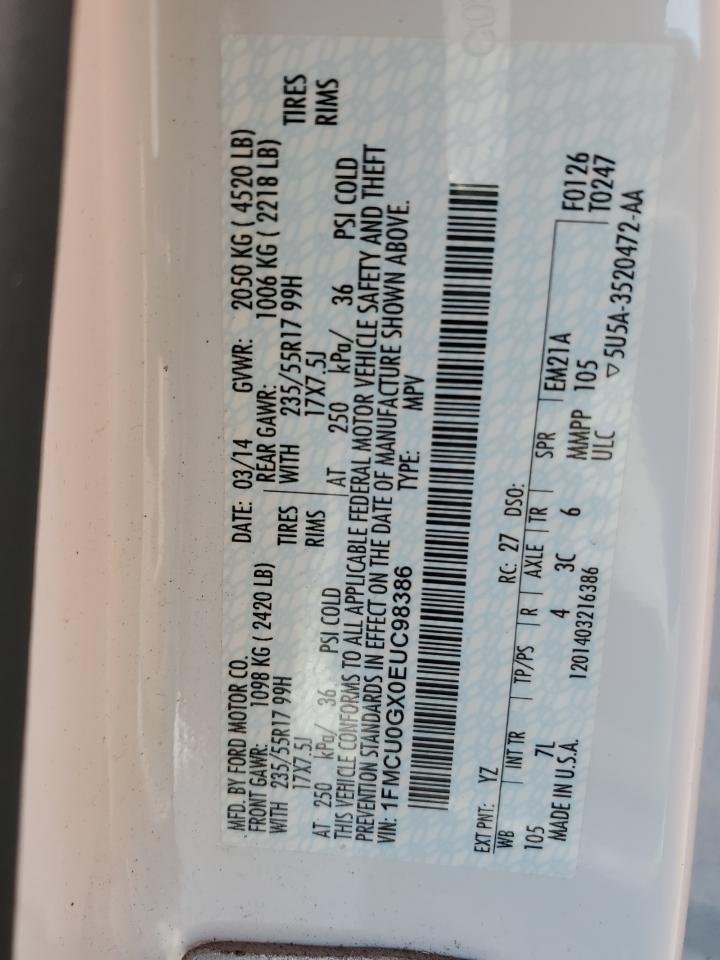 MFD. BY FORD MOTOR CO. DATE: 03/14 GVWR: 2050 KG ( 4520 LB)
FRONT GAWR: 1098 KG ( 2420 LB) REAR GAWR: 1006 KG ( 2218 LB)
WITH 235/55R17 99H TIRES WITH 235/55R17 99H TIRES
17X7.5J RIMS 17X7.5J RIMS
AT 250 kPa/ 36 PSI COLD AT 250 kPa/ 36 PSI COLD
THIS VEHICLE CONFORMS TO ALL APPLICABLE FEDERAL MOTOR VEHICLE SAFETY AND THEFT
PREVENTION STANDARDS IN EFFECT ON THE DATE OF MANUFACTURE SHOWN ABOVE.
VIN: 1FMCU0GX0EUC98386 TYPE: MPV
EXT PNT: YZ RC: 27 DSO: F0126
WB INT TR TP/PS R AXLE TR SPR EM21A T0247
105 7L 4 3C 6 MMPP 105
MADE IN U.S.A. 1201403216386 ULC ▽5U5A-3520472-AA